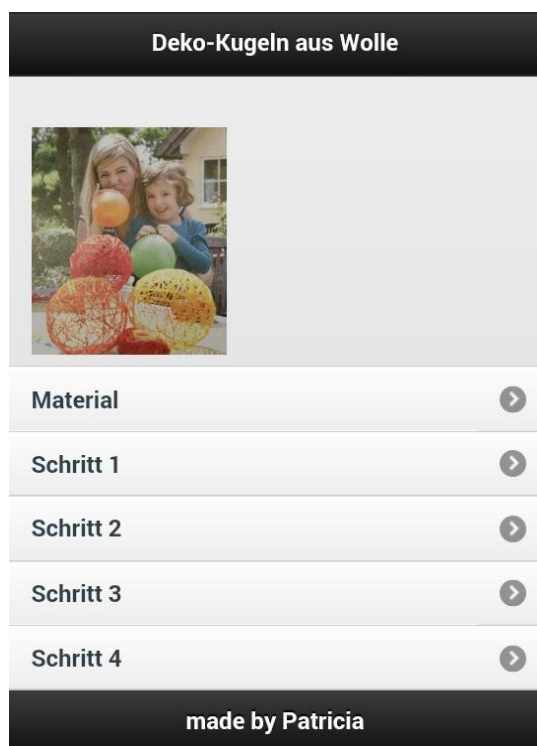 Deko-Kugeln aus Wolle
Material
Schritt 1
Schritt 2
Schritt 3
Schritt 4
made by Patricia